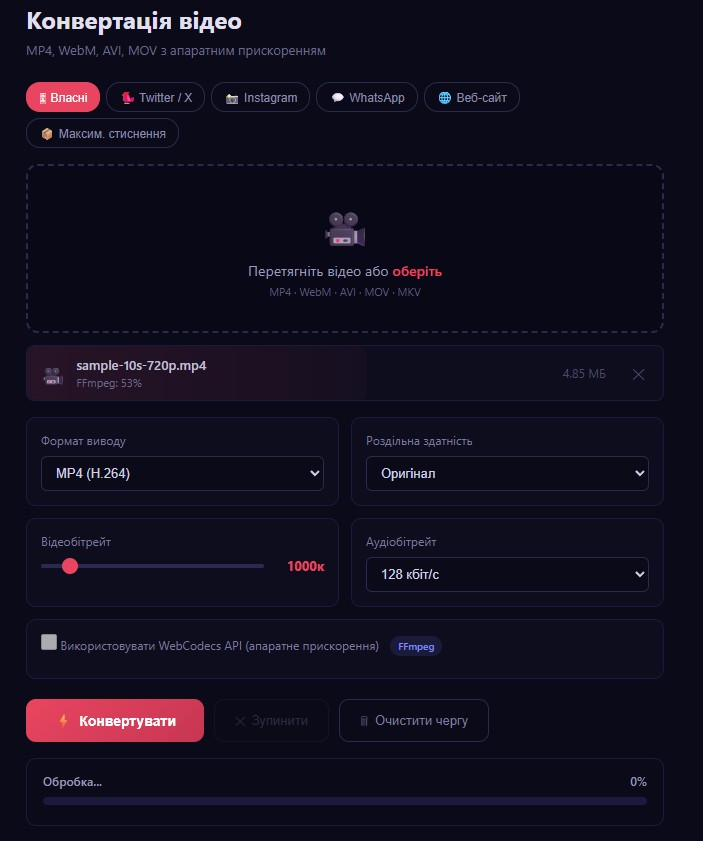 Конвертація відео
MP4, WebM, AVI, MOV з апаратним прискоренням
Власні
Twitter / X
Instagram
WhatsApp
Веб-сайт
Максим. стиснення
Перетягніть відео або оберіть
MP4 · WebM · AVI · MOV · MKV
sample-10s-720p.mp4
FFmpeg: 53%
4.85 МБ
Формат виводу
MP4 (H.264)
Роздільна здатність
Оригінал
Відеобітрейт
1000к
Аудіобітрейт
128 кбіт/с
Використовувати WebCodecs API (апаратне прискорення)
FFmpeg
Конвертувати
Зупинити
Очистити чергу
Обробка...
0%